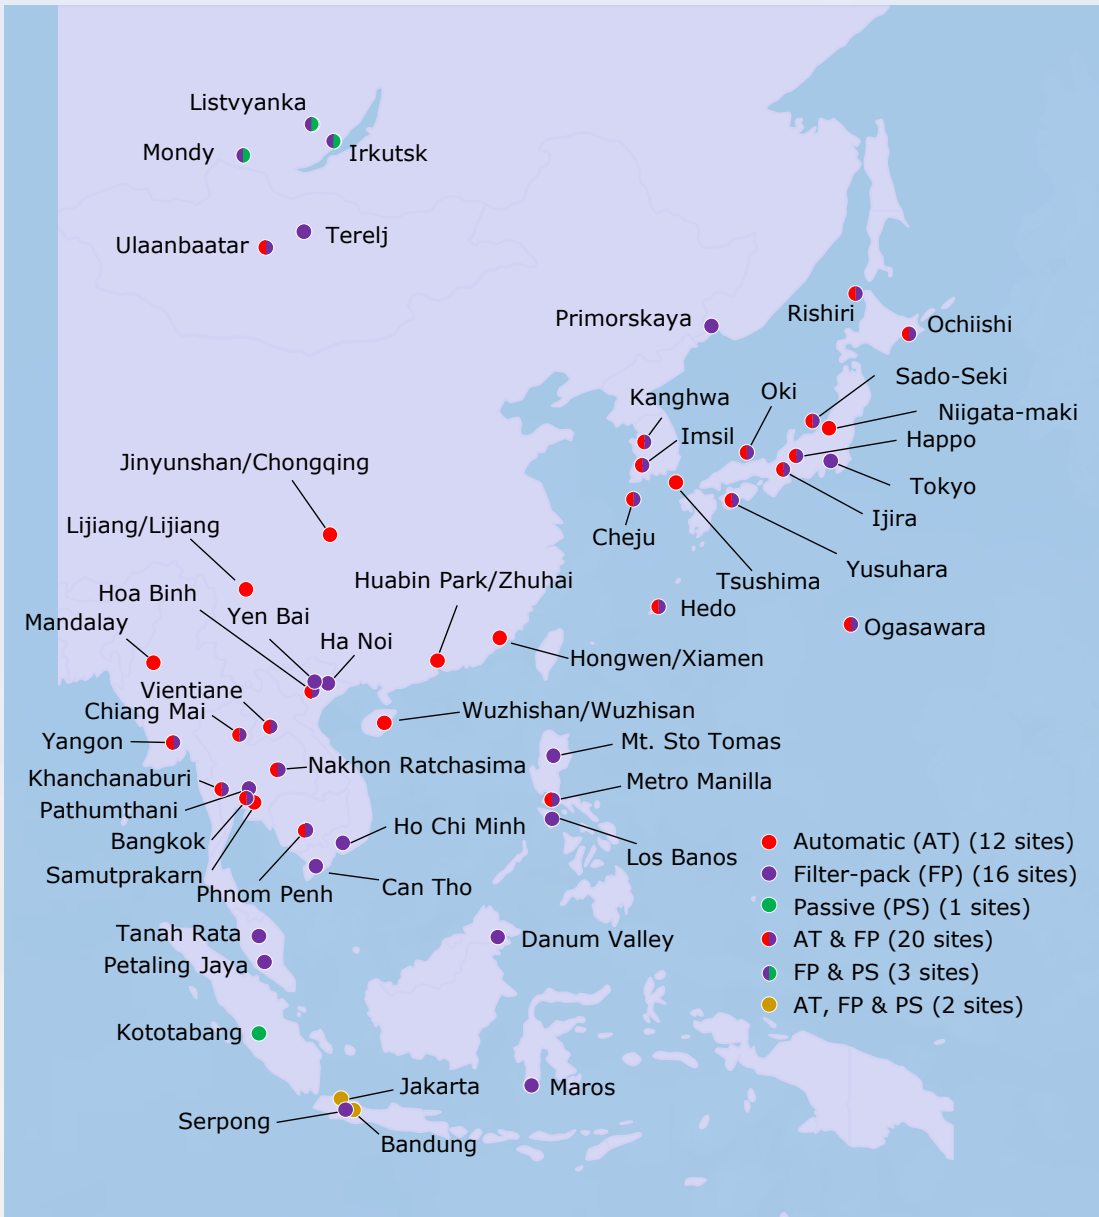 Listvyanka
Mondy
Irkutsk
Ulaanbaatar
Terelj
Primorskaya
Rishiri
Ochiishi
Sado-Seki
Oki
Kanghwa
Niigata-maki
Imsil
Happo
Jinyunshan/Chongqing
Tokyo
Ijira
Lijiang/Lijiang
Cheju
Yusuhara
Tsushima
Huabin Park/Zhuhai
Hoa Binh
Yen Bai
Hedo
Mandalay
Ogasawara
Ha Noi
Hongwen/Xiamen
Vientiane
Chiang Mai
Wuzhishan/Wuzhisan
Yangon
Mt. Sto Tomas
Nakhon Ratchasima
Khanchanaburi
Metro Manilla
Pathumthani
Ho Chi Minh
Bangkok
Los Banos
Samutprakarn
Phnom Penh
Can Tho
Automatic (AT) (12 sites)
Filter-pack (FP) (16 sites)
Passive (PS) (1 sites)
AT & FP (20 sites)
FP & PS (3 sites)
AT, FP & PS (2 sites)
Tanah Rata
Danum Valley
Petaling Jaya
Kototabang
Jakarta
Maros
Serpong
Bandung